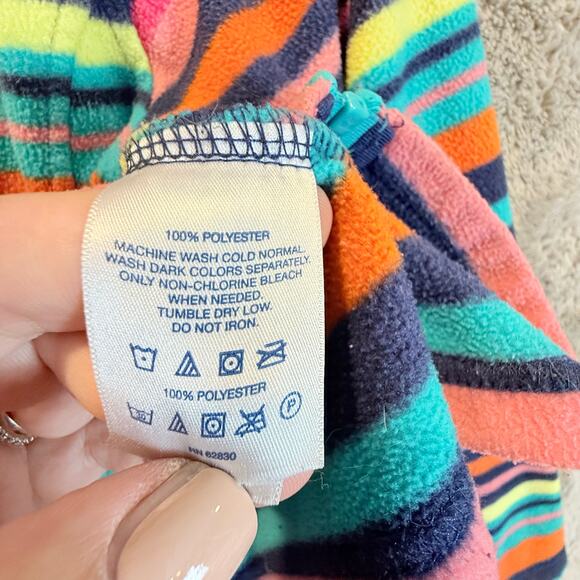 100% POLYESTER
MACHINE WASH COLD NORMAL.
WASH DARK COLORS SEPARATELY.
ONLY NON-CHLORINE BLEACH
WHEN NEEDED.
TUMBLE DRY LOW.
DO NOT IRON.
100% POLYESTER
30
P
RN 62830